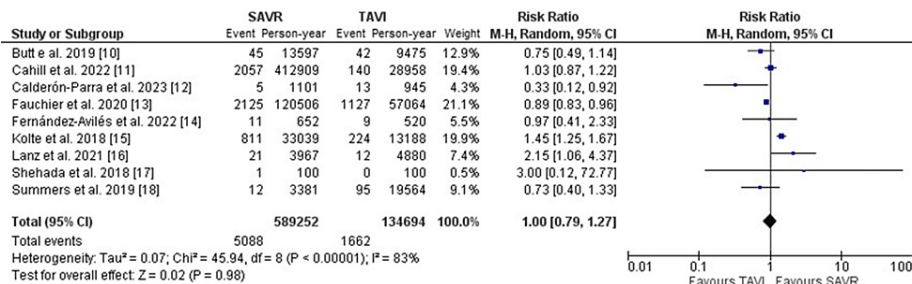 SAVR TAVI Risk Ratio Risk Ratio
Study or Subgroup Event Person-year Event Person-year Weight M-H, Random, 95% CI M-H, Random, 95% CI
Butt e al. 2019 [10] 45 13597 42 9475 12.9% 0.75 [0.49, 1.14]
Cahill et al. 2022 [11] 2057 412909 140 28958 19.4% 1.03 [0.87, 1.22]
Calderón-Parra et al. 2023 [12] 5 1101 13 945 5.4% 0.33 [0.12, 0.92]
Fauchier et al. 2020 [13] 2125 120506 1127 57064 21.1% 0.89 [0.83, 0.96]
Fernández-Avilés et al. 2022 [14] 11 652 9 520 5.4% 0.97 [0.41, 2.33]
Kolte et al. 2018 [15] 811 33039 224 13188 19.9% 1.45 [1.25, 1.67]
Lanz et al. 2021 [16] 21 3967 12 4880 7.4% 2.15 [1.06, 4.37]
Shehada et al. 2018 [17] 1 100 0 100 0.5% 3.00 [0.12, 72.77]
Summers et al. 2019 [18] 12 3381 95 19564 9.1% 0.73 [0.40, 1.33]
Total (95% CI) 589252 134694 100.0% 1.00 [0.79, 1.27]
Total events 5088 1662
Heterogeneity: Tau² = 0.07; Chi² = 45.94, df = 8 (P < 0.00001); I² = 83%
Test for overall effect: Z = 0.02 (P = 0.98)
0.01 0.1 1 10 100
Favours TAVI Favours SAVR